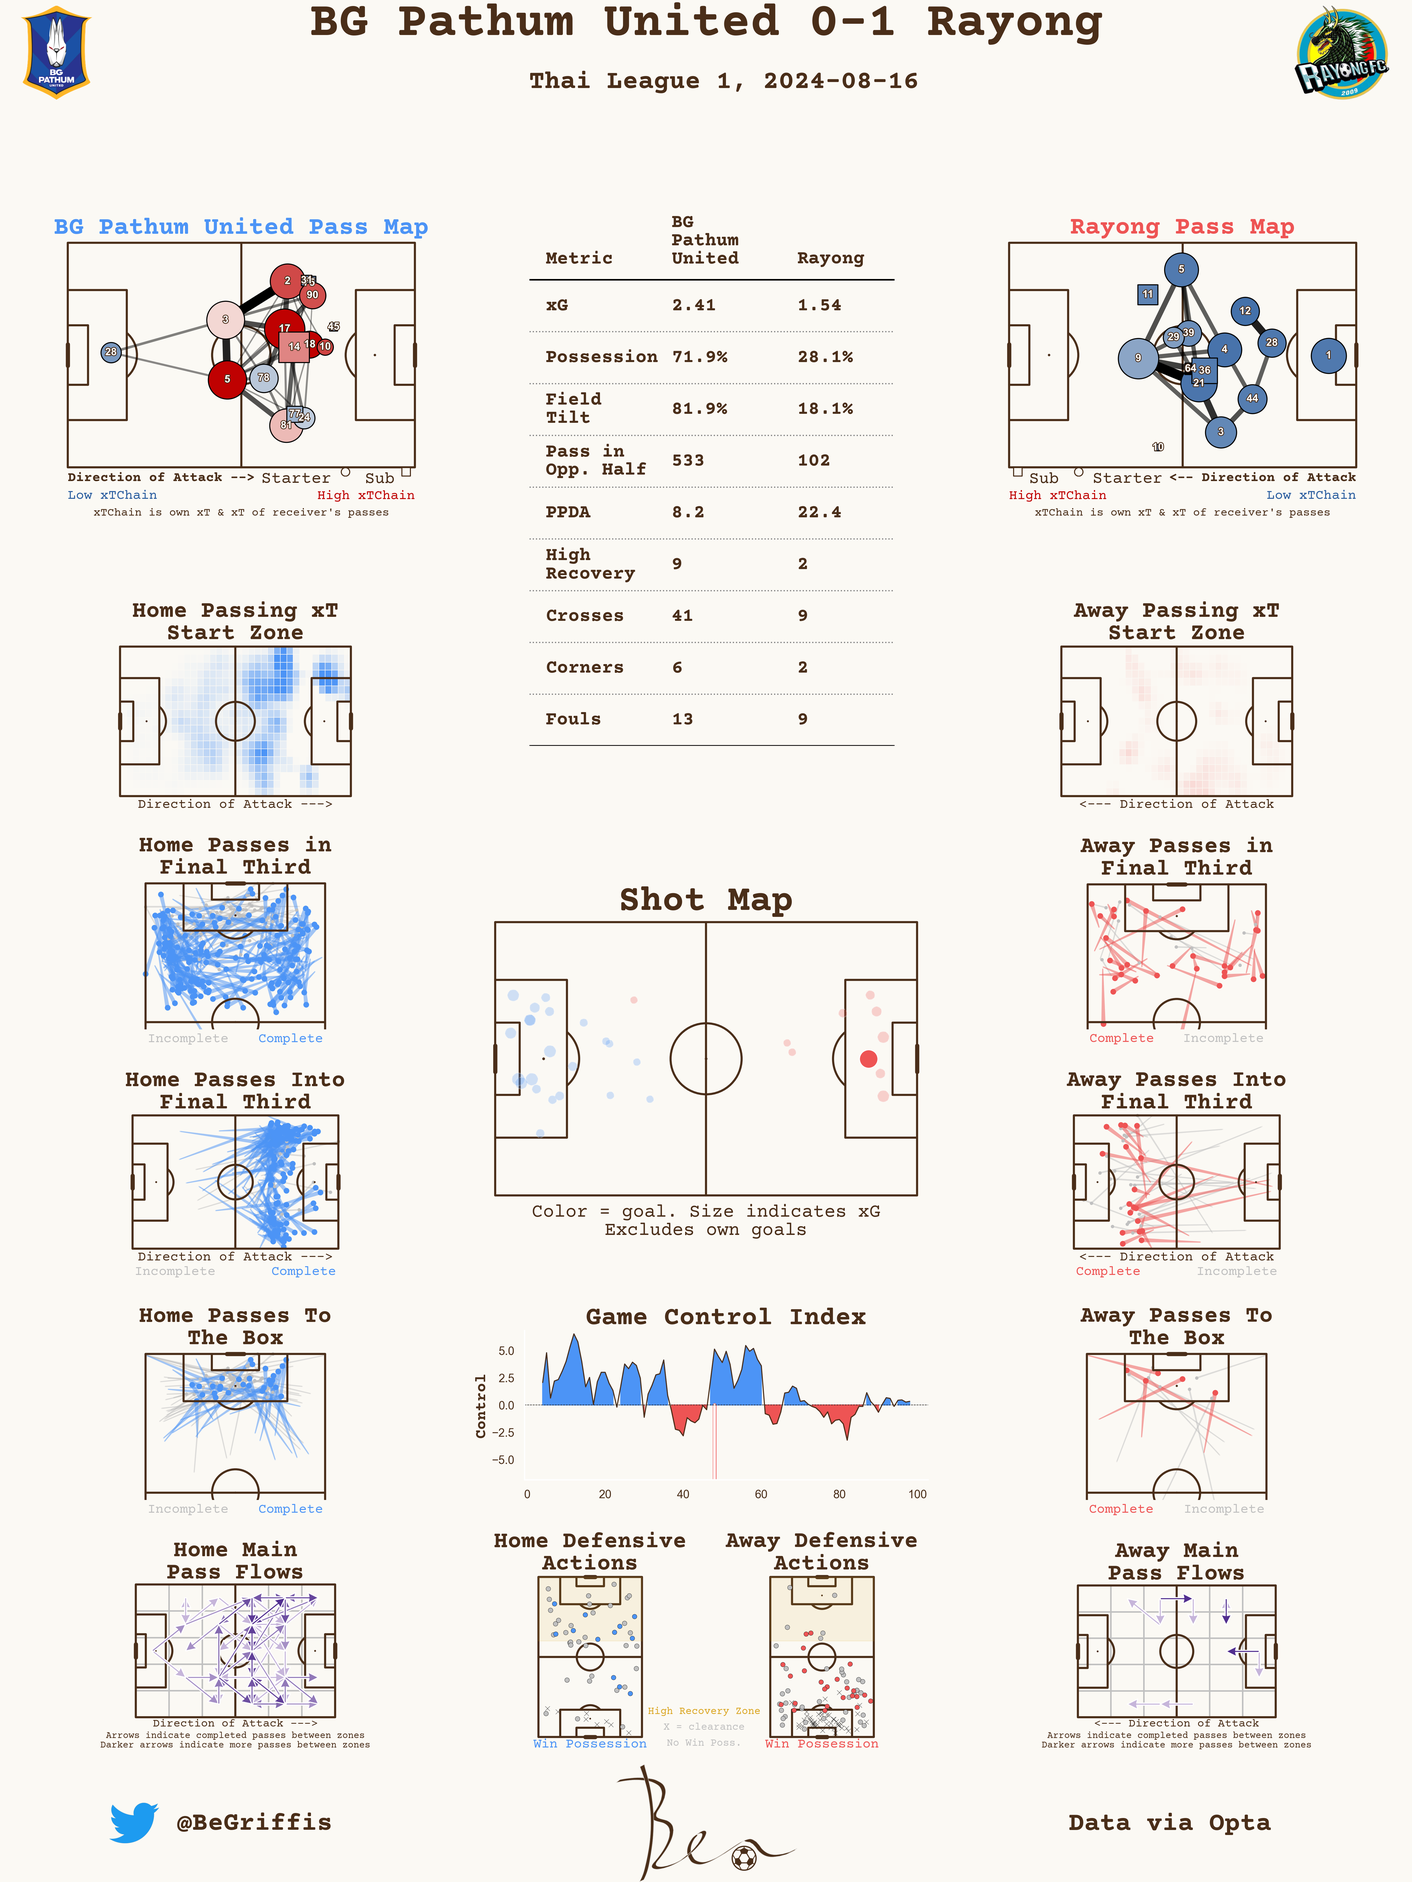 BG Pathum United 0-1 Rayong
Thai League 1, 2024-08-16
BG
PATHUM
UNITED
RAYONG FC
2009
BG Pathum United Pass Map
28
3
5
2
31
90
17
14
18
10
45
78
77
24
81
Direction of Attack --> Starter Sub
Low xTChain High xTChain
xTChain is own xT & xT of receiver's passes
Metric BG Pathum United Rayong
xG 2.41 1.54
Possession 71.9% 28.1%
Field Tilt 81.9% 18.1%
Pass in Opp. Half 533 102
PPDA 8.2 22.4
High Recovery 9 2
Crosses 41 9
Corners 6 2
Fouls 13 9
Rayong Pass Map
5
11
12
29
39
4
28
1
9
64
36
21
44
3
10
Sub Starter <-- Direction of Attack
High xTChain Low xTChain
xTChain is own xT & xT of receiver's passes
Home Passing xT
Start Zone
Direction of Attack --->
Away Passing xT
Start Zone
<--- Direction of Attack
Home Passes in
Final Third
Incomplete Complete
Away Passes in
Final Third
Complete Incomplete
Shot Map
Color = goal. Size indicates xG
Excludes own goals
Home Passes Into
Final Third
Direction of Attack --->
Incomplete Complete
Away Passes Into
Final Third
<--- Direction of Attack
Complete Incomplete
Home Passes To
The Box
Incomplete Complete
Game Control Index
Control
5.0
2.5
0.0
−2.5
−5.0
0 20 40 60 80 100
Away Passes To
The Box
Complete Incomplete
Home Main
Pass Flows
Direction of Attack --->
Arrows indicate completed passes between zones
Darker arrows indicate more passes between zones
Home Defensive
Actions
Win Possession
Away Defensive
Actions
Win Possession
High Recovery Zone
X = clearance
No Win Poss.
Away Main
Pass Flows
<--- Direction of Attack
Arrows indicate completed passes between zones
Darker arrows indicate more passes between zones
@BeGriffis
Ben
Data via Opta